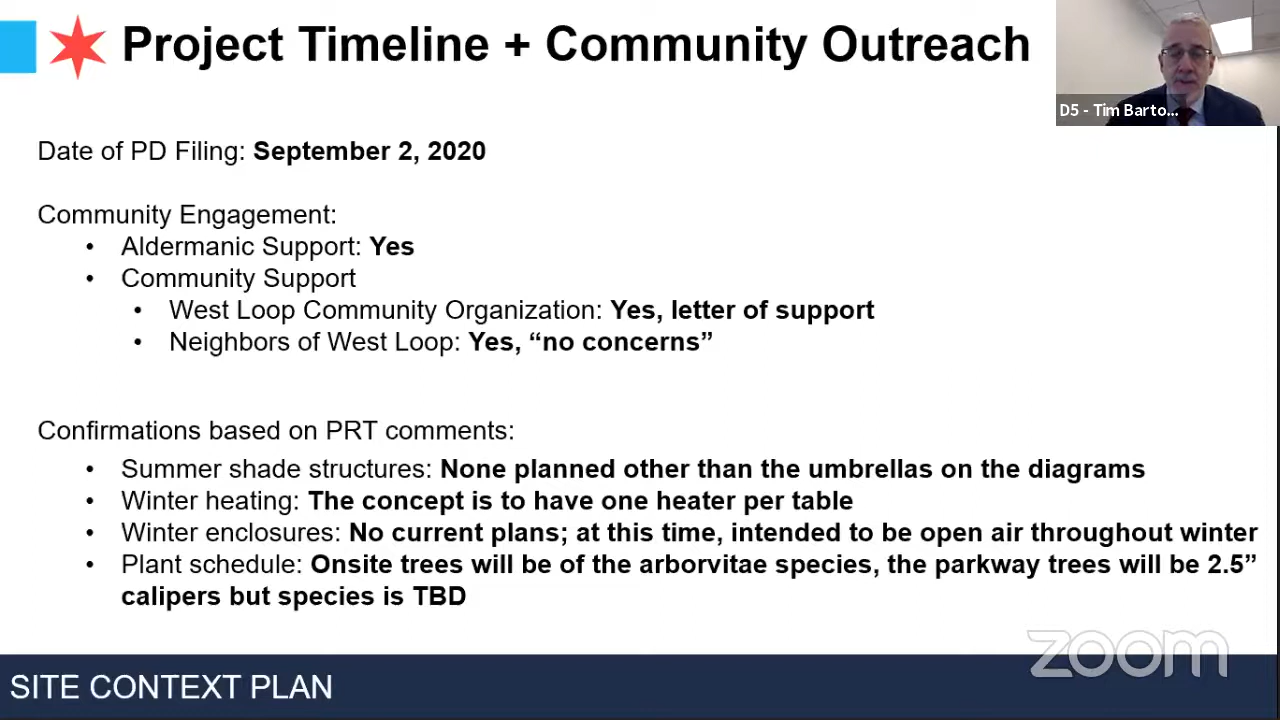 Project Timeline + Community Outreach
D5 - Tim Barto...
Date of PD Filing: September 2, 2020
Community Engagement:
• Aldermanic Support: Yes
• Community Support
• West Loop Community Organization: Yes, letter of support
• Neighbors of West Loop: Yes, “no concerns”
Confirmations based on PRT comments:
• Summer shade structures: None planned other than the umbrellas on the diagrams
• Winter heating: The concept is to have one heater per table
• Winter enclosures: No current plans; at this time, intended to be open air throughout winter
• Plant schedule: Onsite trees will be of the arborvitae species, the parkway trees will be 2.5”
calipers but species is TBD
zoom
SITE CONTEXT PLAN